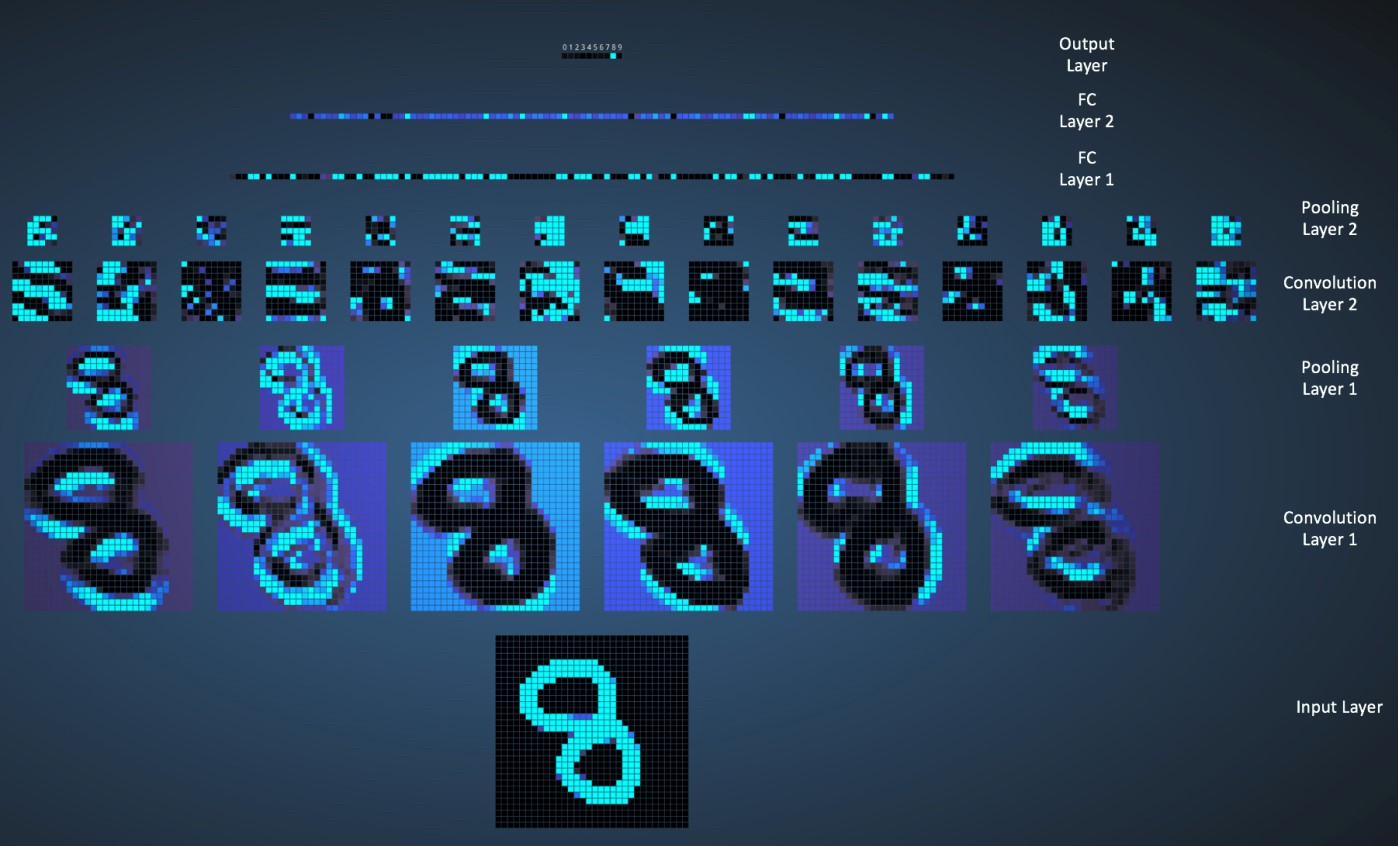 0123456789
Output
Layer
FC
Layer 2
FC
Layer 1
Pooling
Layer 2
Convolution
Layer 2
Pooling
Layer 1
Convolution
Layer 1
Input Layer